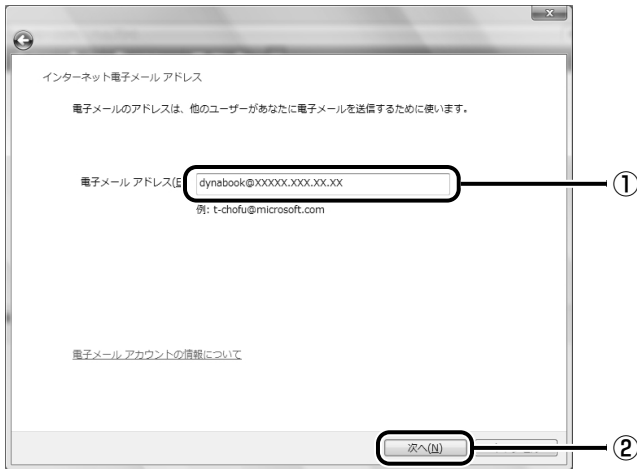 インターネット電子メール アドレス
電子メールのアドレスは、他のユーザーがあなたに電子メールを送信するために使います。
電子メール アドレス(E dynabook@XXXXX.XXX.XX.XX ①
例: t-chofu@microsoft.com
電子メール アカウントの情報について
次へ(N) ②